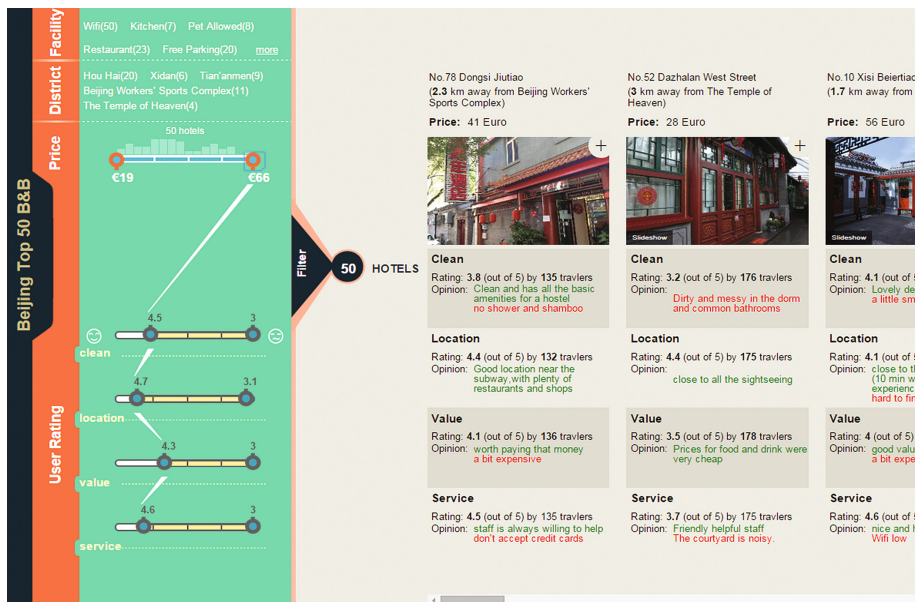 Beijing Top 50 B&B
Facility
Wifi(50) Kitchen(7) Pet Allowed(8)
Restaurant(23) Free Parking(20) more
District
Hou Hai(20) Xidan(6) Tian'anmen(9)
Beijing Workers' Sports Complex(11)
The Temple of Heaven(4)
Price
50 hotels
€19 €66
User Rating
4.5 3
clean
4.7 3.1
location
4.3 3
value
4.6 3
service
Filter
50 HOTELS
No.78 Dongsi Jiutiao
(2.3 km away from Beijing Workers'
Sports Complex)
Price: 41 Euro
Clean
Rating: 3.8 (out of 5) by 135 travlers
Opinion: Clean and has all the basic
amenities for a hostel
no shower and shamboo
Location
Rating: 4.4 (out of 5) by 132 travlers
Opinion: Good location near the
subway,with plenty of
restaurants and shops
Value
Rating: 4.1 (out of 5) by 136 travlers
Opinion: worth paying that money
a bit expensive
Service
Rating: 4.5 (out of 5) by 135 travlers
Opinion: staff is always willing to help
don't accept credit cards
No.52 Dazhalan West Street
(3 km away from The Temple of
Heaven)
Price: 28 Euro
Slideshow
Clean
Rating: 3.2 (out of 5) by 176 travlers
Opinion:
Dirty and messy in the dorm
and common bathrooms
Location
Rating: 4.4 (out of 5) by 175 travlers
Opinion:
close to all the sightseeing
Value
Rating: 3.5 (out of 5) by 178 travlers
Opinion: Prices for food and drink were
very cheap
Service
Rating: 3.7 (out of 5) by 175 travlers
Opinion: Friendly helpful staff
The courtyard is noisy.
No.10 Xisi Beiertiao
(1.7 km away from
Price: 56 Euro
Slideshow
Clean
Rating: 4.1 (out of
Opinion: Lovely de
a little sm
Location
Rating: 4.1 (out of
Opinion: close to th
(10 min w
experienc
hard to fin
Value
Rating: 4 (out of 5)
Opinion: good valu
a bit expe
Service
Rating: 4.6 (out of
Opinion: nice and h
Wifi low